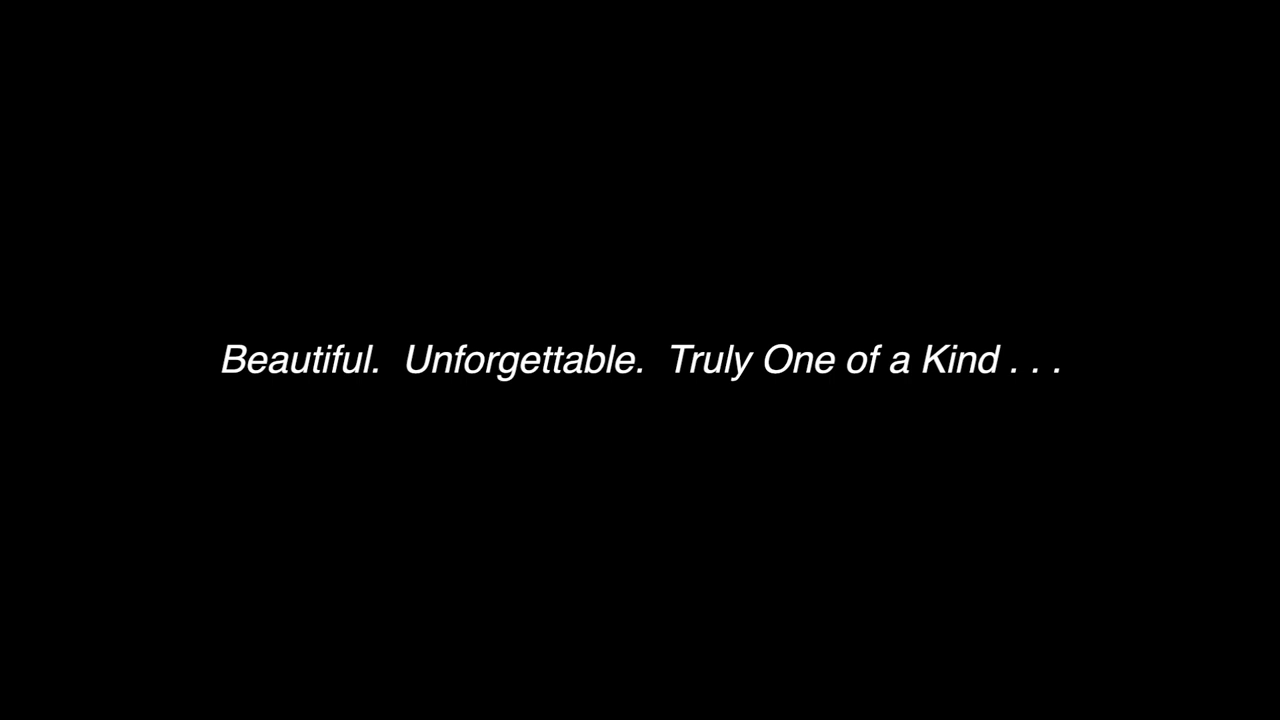 Beautiful.  Unforgettable.  Truly One of a Kind . . .